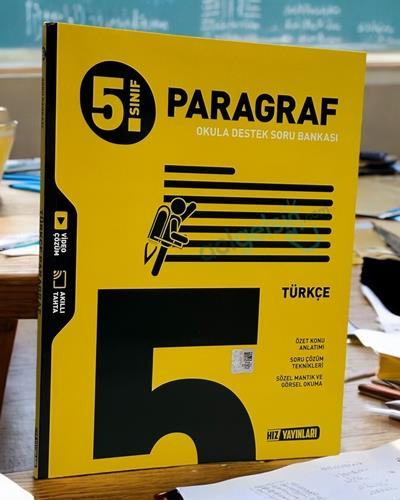 5.
SINIF
PARAGRAF
OKULA DESTEK SORU BANKASI
VİDEO
ÇÖZÜM
AKILLI
TAHTA
TÜRKÇE
5
ÖZET KONU
ANLATIMI
SORU ÇÖZÜM
TEKNİKLERİ
SÖZEL MANTIK VE
GÖRSEL OKUMA
HIZ YAYINLARI